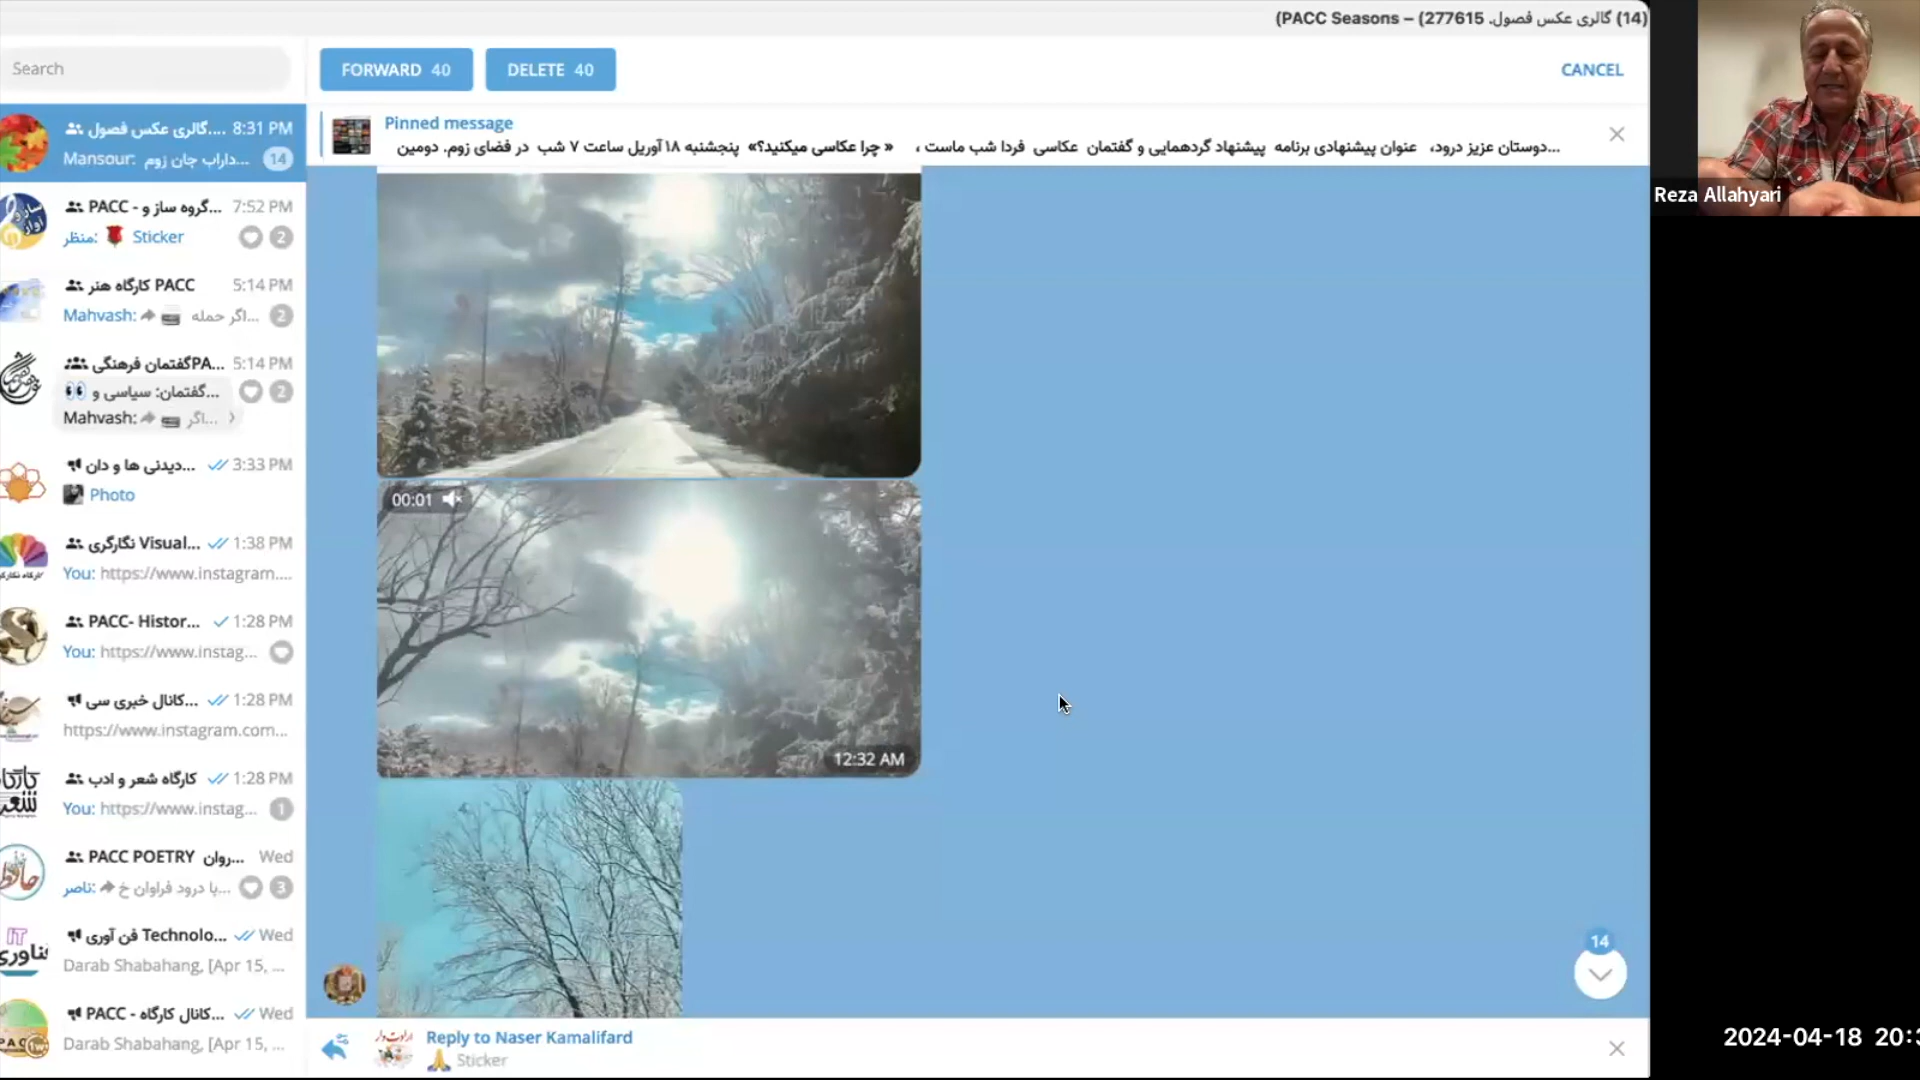 (14) گالری عکس فصول. PACC Seasons – (277615)
Search
FORWARD 40
DELETE 40
CANCEL
گالری عکس فصول.... 8:31 PM
Mansour: داراب جان زوم... 14
Pinned message
دوستان عزیز درود، عنوان پیشنهادی برنامه پیشنهاد گردهمایی و گفتمان عکاسی فردا شب ماست ، « چرا عکاسی میکنید؟» پنجشنبه ۱۸ آوریل ساعت ۷ شب در فضای زوم. دومین...
PACC - گروه ساز و... 7:52 PM
منظر: Sticker 2
کارگاه هنر PACC 5:14 PM
Mahvash: اگر حمله... 2
گفتمان فرهنگیPA... 5:14 PM
گفتمان: سیاسی و... 2
Mahvash: اگر...
دیدنی ها و دان... 3:33 PM
Photo
نگارگری Visual... 1:38 PM
You: https://www.instagram....
PACC- Histor... 1:28 PM
You: https://www.instag...
کانال خبری سی... 1:28 PM
https://www.instagram.com...
کارگاه شعر و ادب 1:28 PM
You: https://www.instag... 1
PACC POETRY روان... Wed
ناصر: با درود فراوان خ... 3
فن آوری Technolo... Wed
Darab Shabahang, [Apr 15, ...
PACC - کانال کارگاه... Wed
Darab Shabahang, [Apr 15, ...
00:01
12:32 AM
14
Reply to Naser Kamalifard
Sticker
Reza Allahyari
2024-04-18 20: